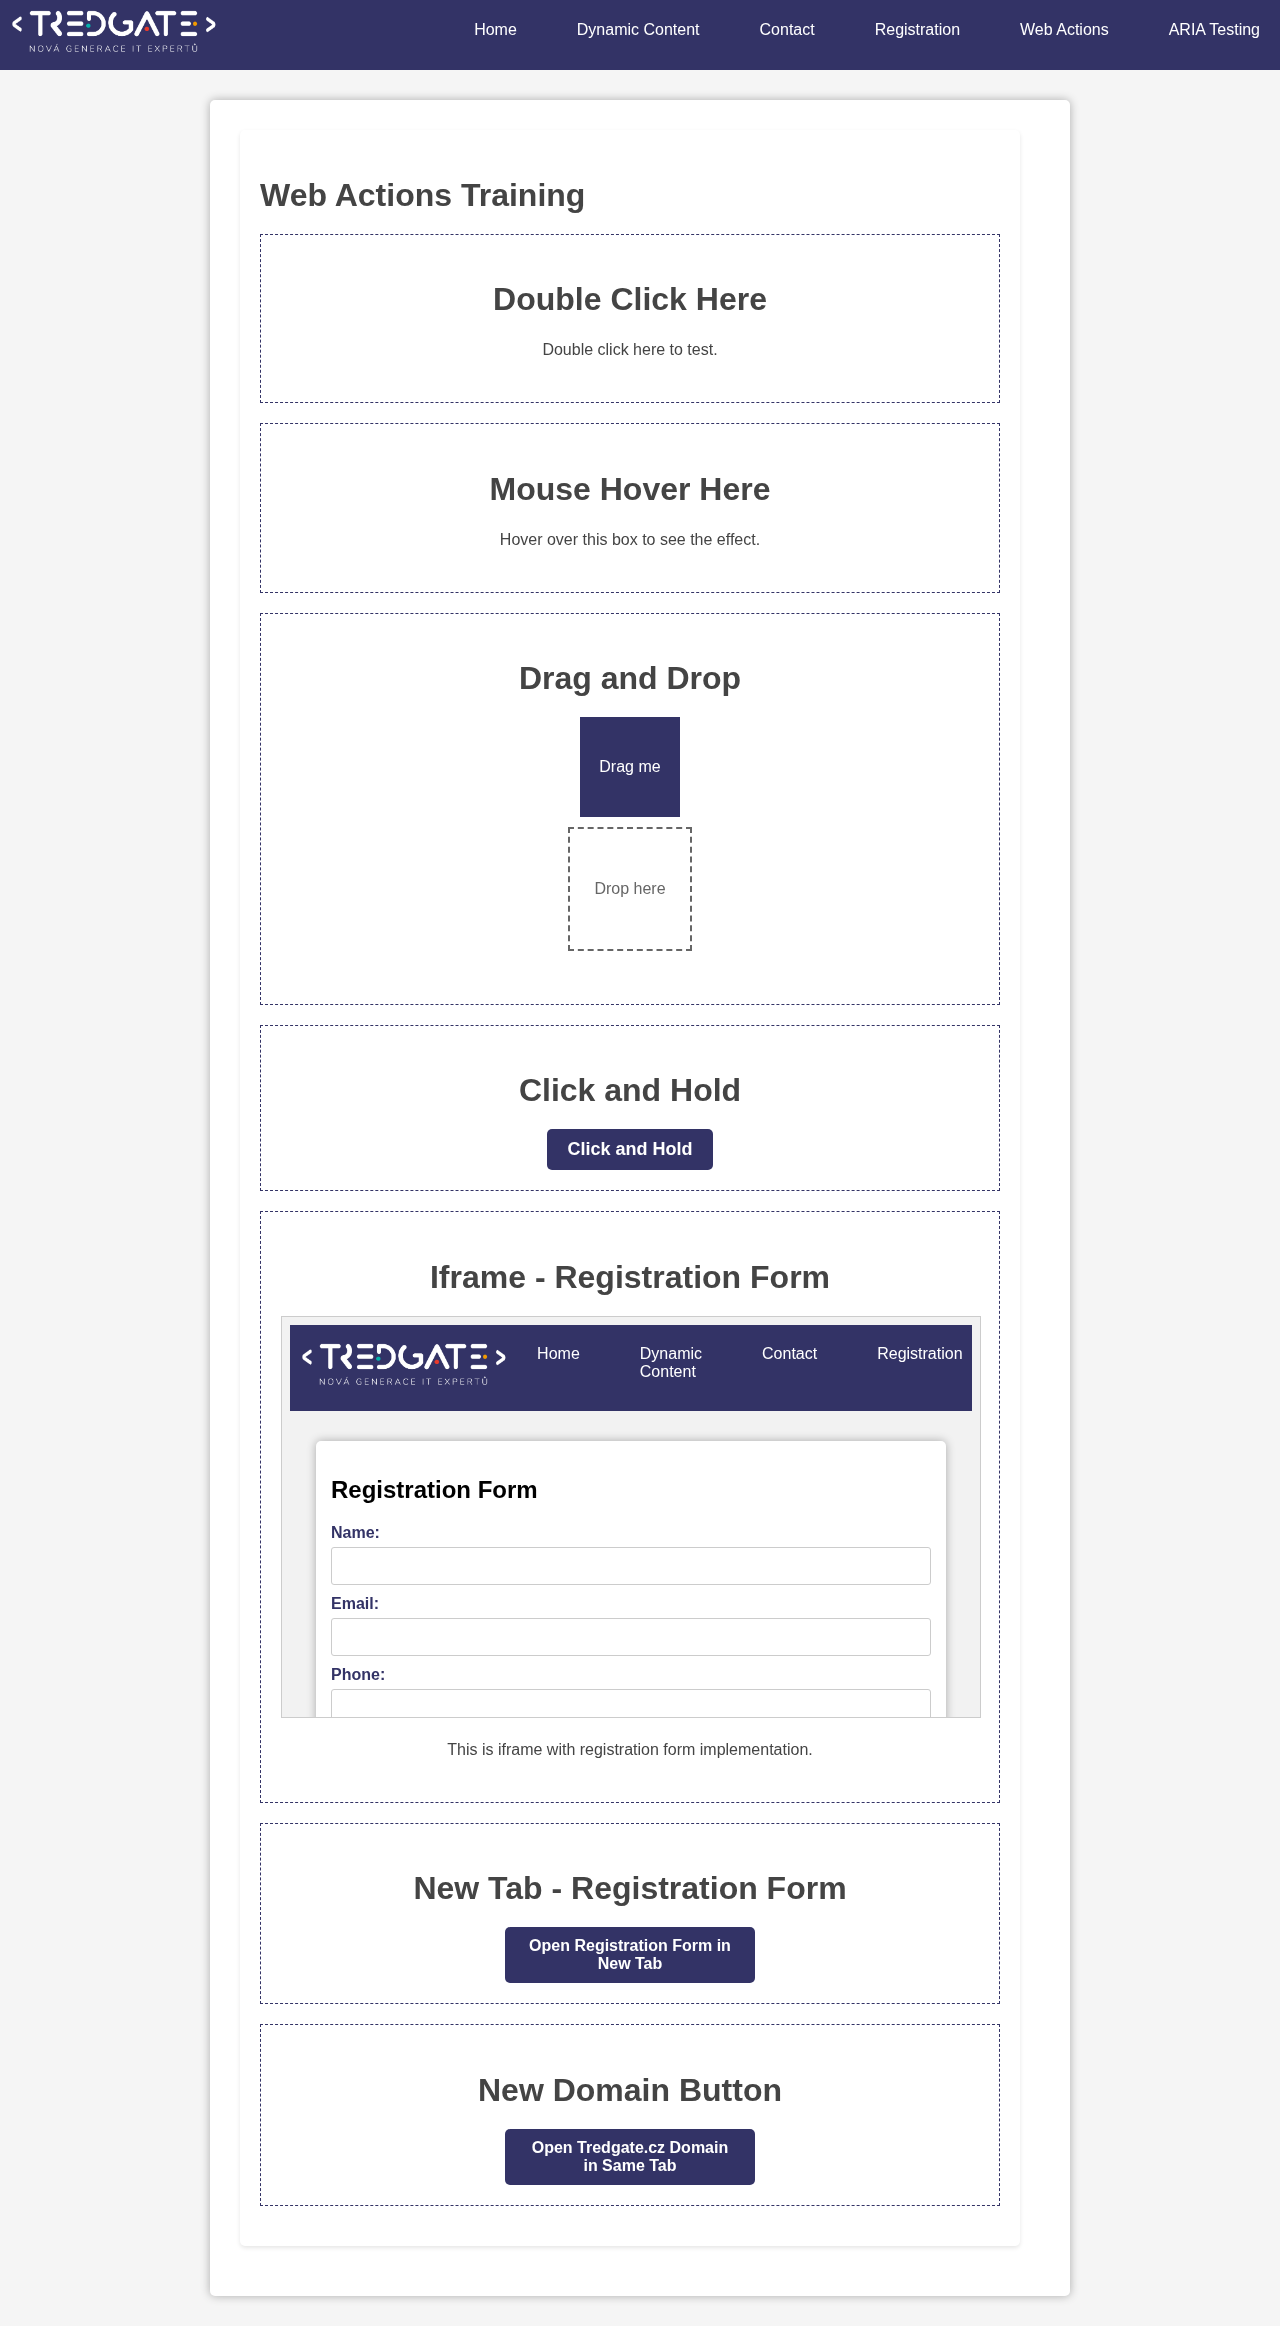 < TREDGATE >
NOVÁ GENERACE IT EXPERTŮ
Home
Dynamic Content
Contact
Registration
Web Actions
ARIA Testing
Web Actions Training
Double Click Here
Double click here to test.
Mouse Hover Here
Hover over this box to see the effect.
Drag and Drop
Drag me
Drop here
Click and Hold
Click and Hold
Iframe - Registration Form
< TREDGATE >
NOVÁ GENERACE IT EXPERTŮ
Home
Dynamic
Content
Contact
Registration
Registration Form
Name:
Email:
Phone:
This is iframe with registration form implementation.
New Tab - Registration Form
Open Registration Form in
New Tab
New Domain Button
Open Tredgate.cz Domain
in Same Tab